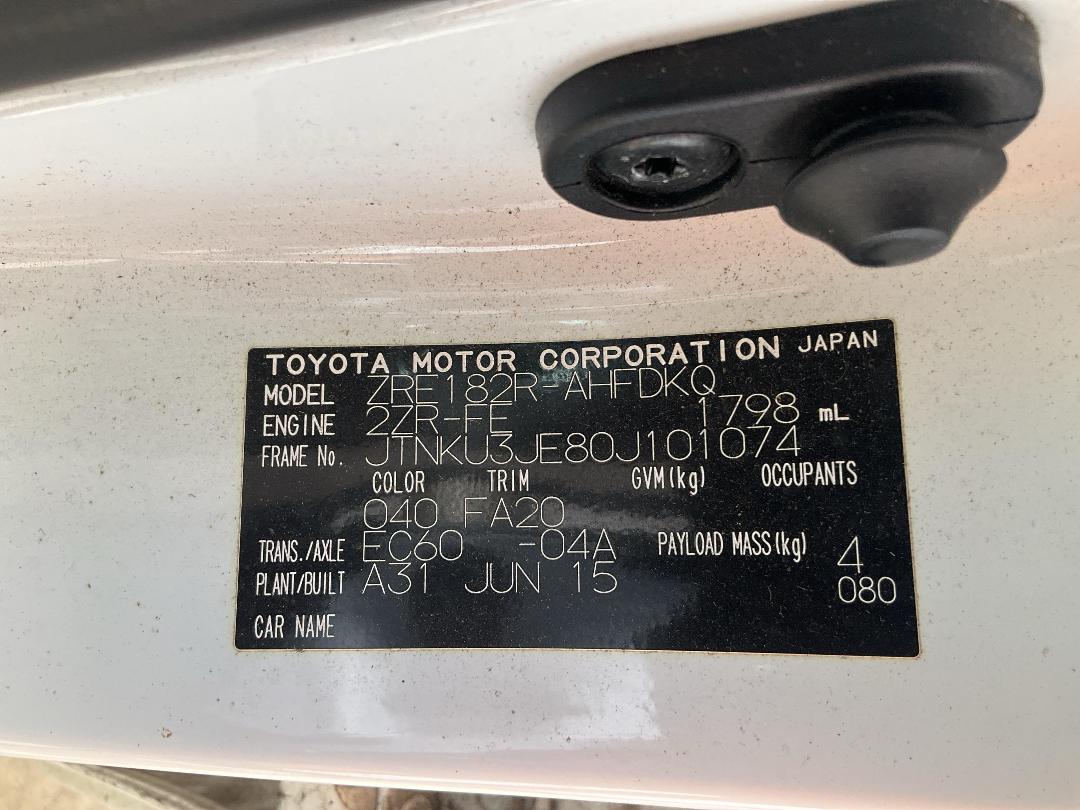 TOYOTA MOTOR CORPORATION JAPAN
MODEL ZRE182R-AHFDKQ
ENGINE 2ZR-FE 1798 mL
FRAME No. JTNKU3JE80J101074
COLOR TRIM GVM(kg) OCCUPANTS
040 FA20
TRANS./AXLE EC60 -04A PAYLOAD MASS(kg) 4
PLANT/BUILT A31 JUN 15 080
CAR NAME